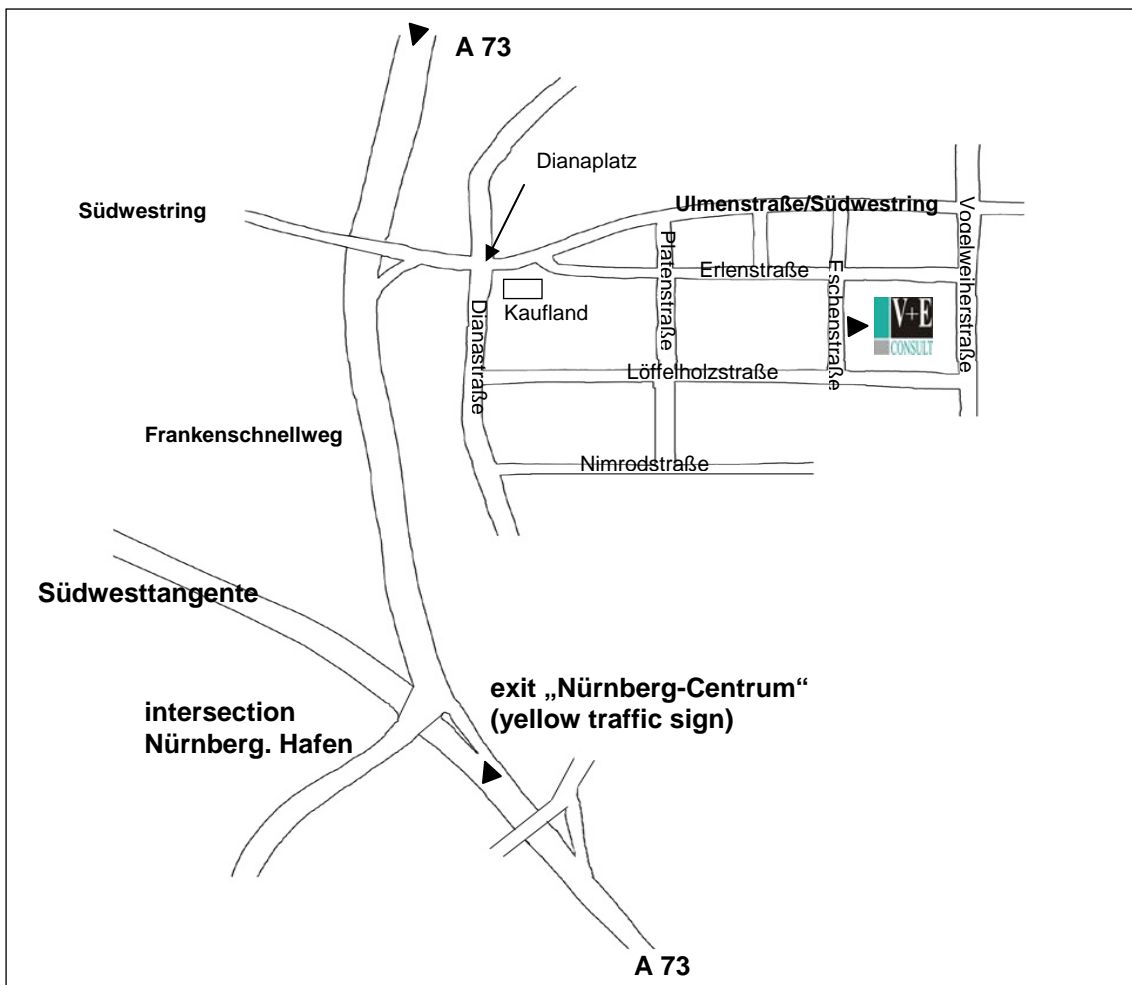 A 73
Dianaplatz
Südwestring
Ulmenstraße/Südwestring
Vogelweiherstraße
Platenstraße
Erlenstraße
Eschenstraße
Kaufland
Dianastraße
V+E
CONSULT
Löffelholzstraße
Frankenschnellweg
Nimrodstraße
Südwesttangente
exit „Nürnberg-Centrum“
(yellow traffic sign)
intersection
Nürnberg. Hafen
A 73